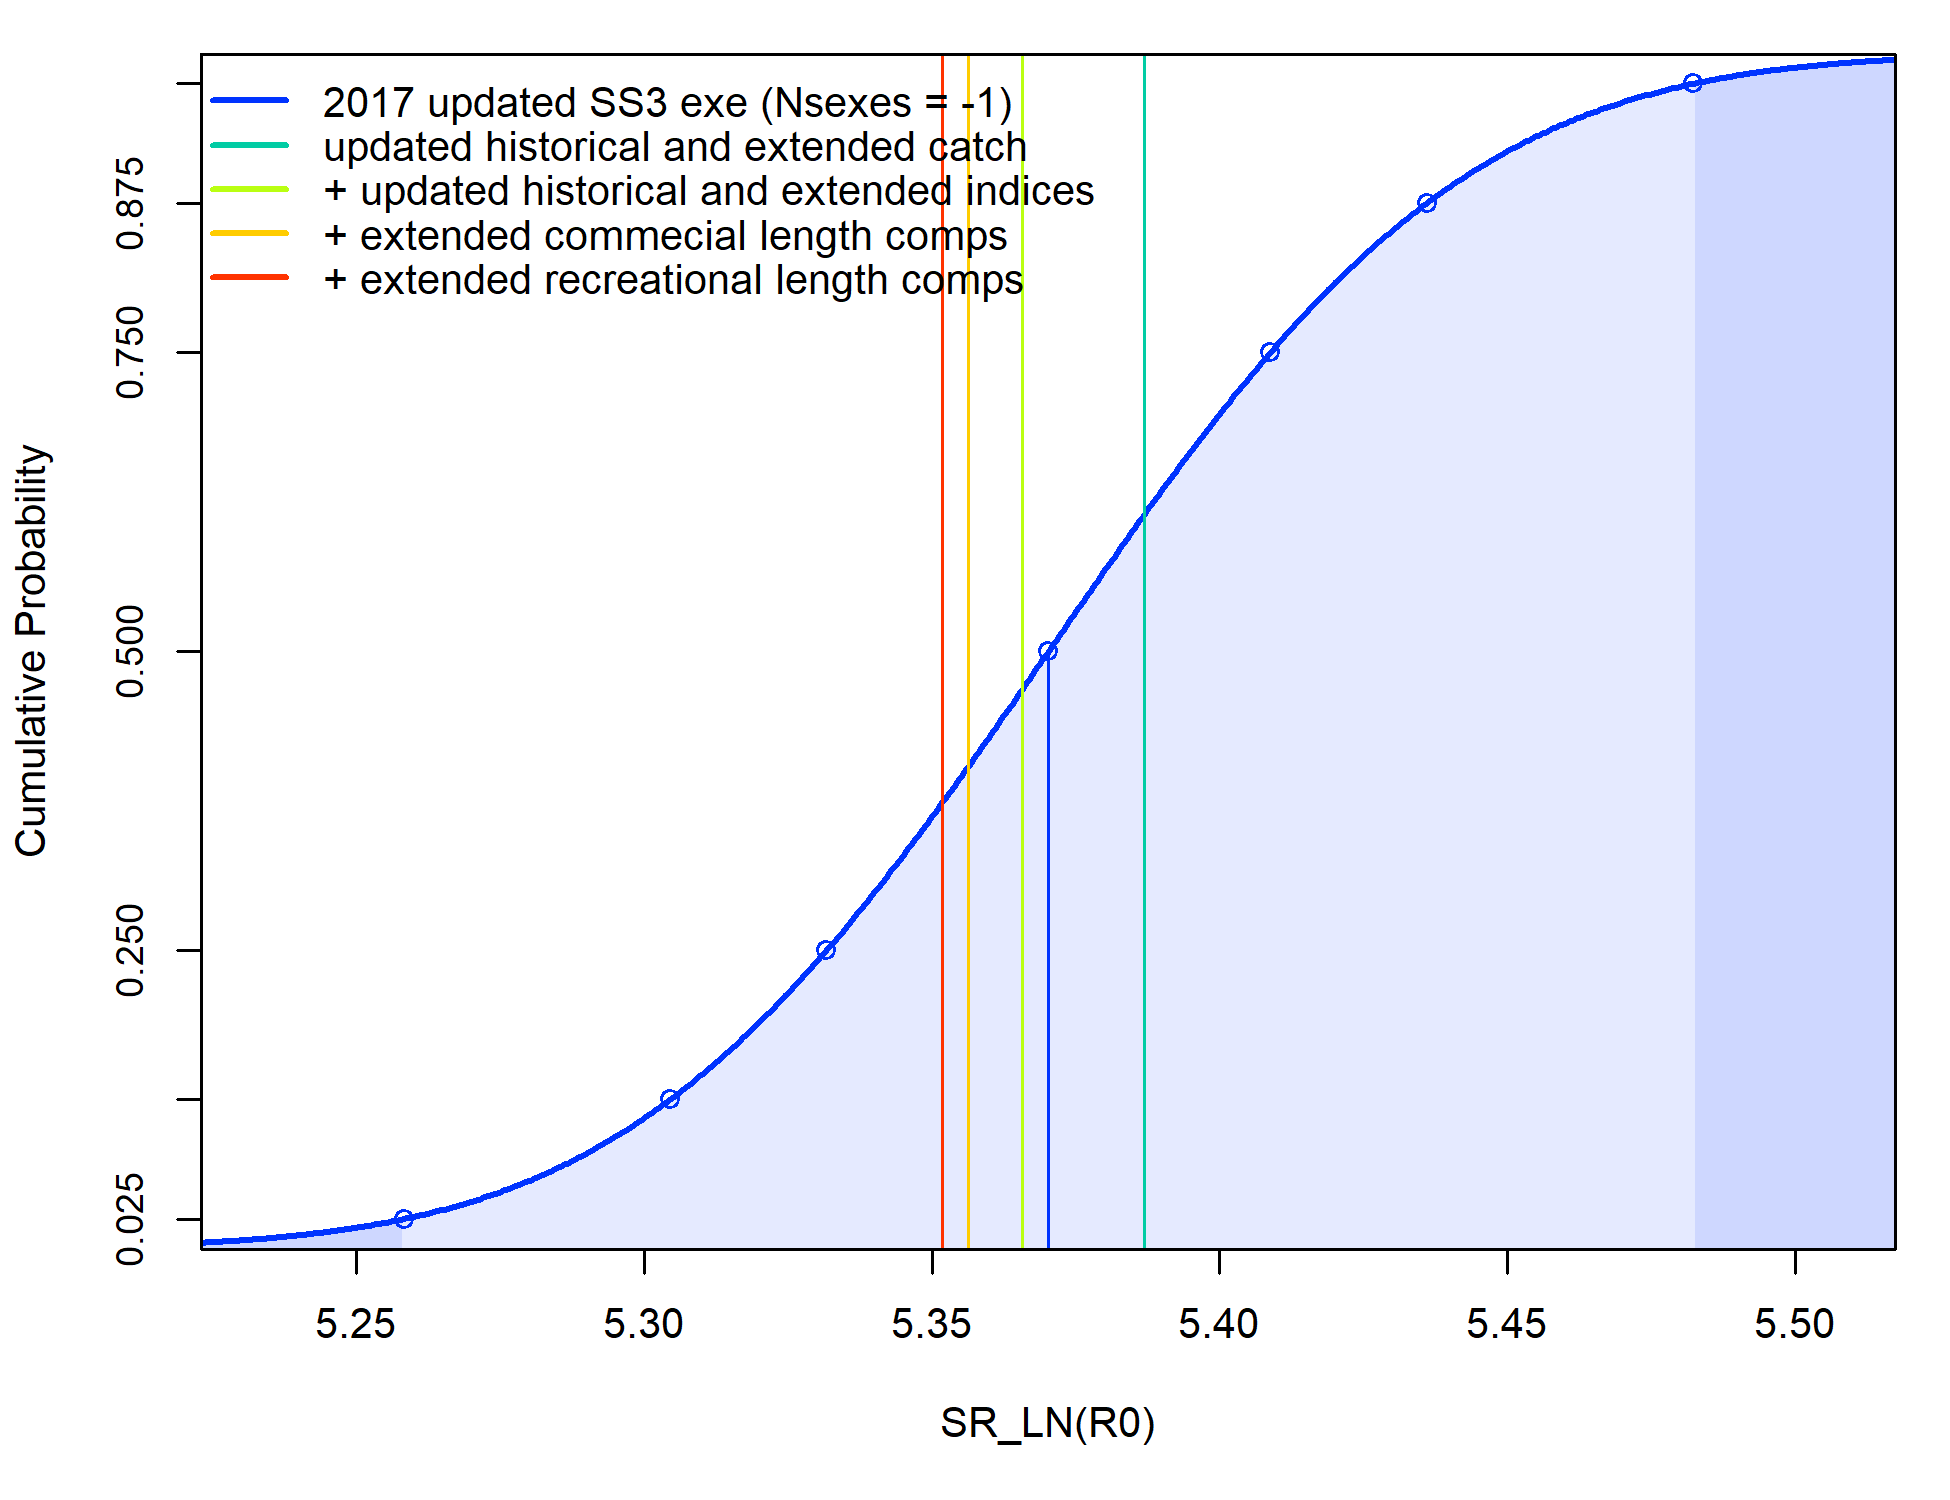 2017 updated SS3 exe (Nsexes = -1)
updated historical and extended catch
+ updated historical and extended indices
+ extended commecial length comps
+ extended recreational length comps
Cumulative Probability
0.875
0.750
0.500
0.250
0.025
5.25 5.30 5.35 5.40 5.45 5.50
SR_LN(R0)